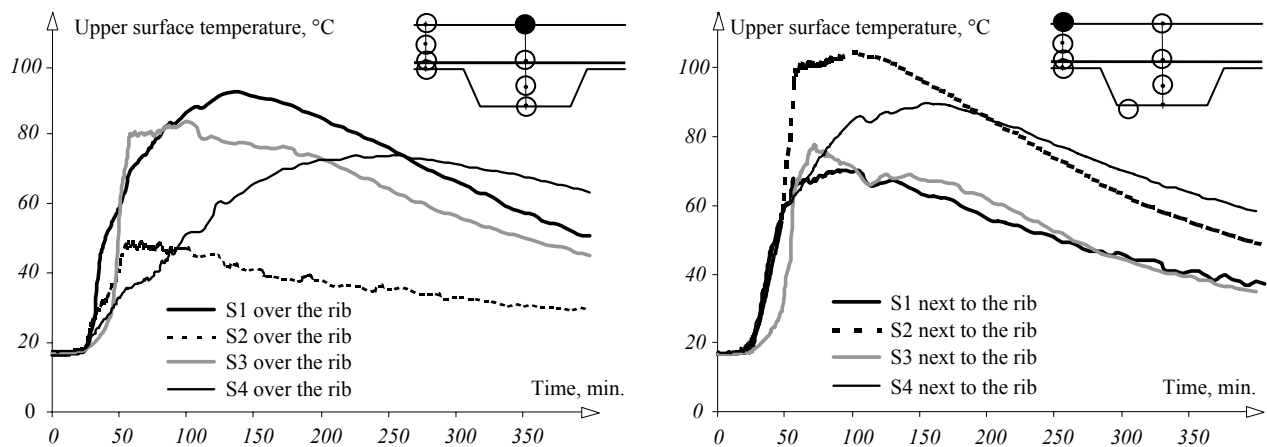 Upper surface temperature, °C
100
80
60
40
20
0
S1 over the rib
S2 over the rib
S3 over the rib
S4 over the rib
Time, min.
0 50 100 150 200 250 300 350
Upper surface temperature, °C
100
80
60
40
20
0
S1 next to the rib
S2 next to the rib
S3 next to the rib
S4 next to the rib
Time, min.
0 50 100 150 200 250 300 350